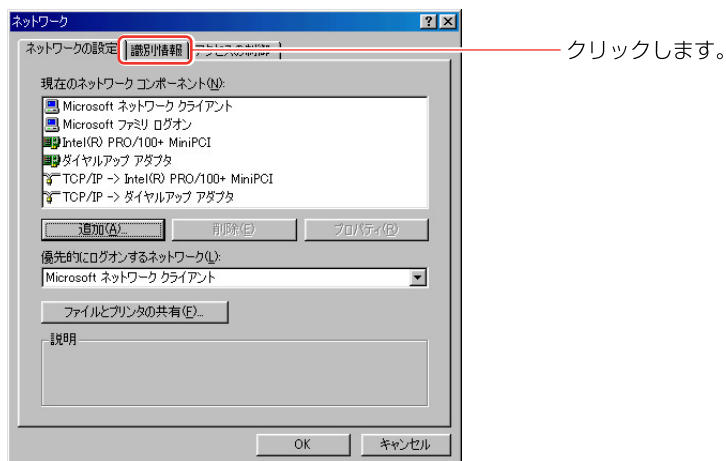 ネットワーク
ネットワークの設定 識別情報 アクセスの制御
クリックします。
現在のネットワーク コンポーネント(N):
Microsoft ネットワーク クライアント
Microsoft ファミリ ログオン
Intel(R) PRO/100+ MiniPCI
ダイヤルアップ アダプタ
TCP/IP -> Intel(R) PRO/100+ MiniPCI
TCP/IP -> ダイヤルアップ アダプタ
追加(A)... 削除(E) プロパティ(R)
優先的にログオンするネットワーク(L):
Microsoft ネットワーク クライアント
ファイルとプリンタの共有(F)...
説明
OK キャンセル